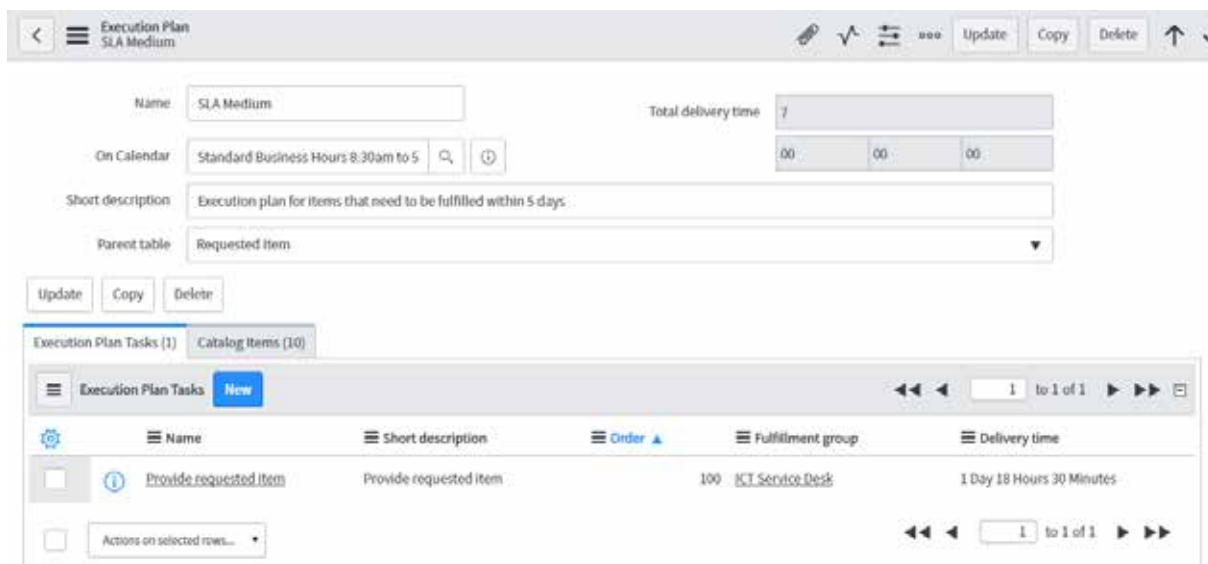 Execution Plan
SLA Medium
Update Copy Delete
Name SLA Medium Total delivery time 7
On Calendar Standard Business Hours 8:30am to 5 00 00 00
Short description Execution plan for items that need to be fulfilled within 5 days
Parent table Requested Item
Update Copy Delete
Execution Plan Tasks (1) Catalog Items (10)
Execution Plan Tasks New 1 to 1 of 1
Name Short description Order Fulfillment group Delivery time
Provide requested item Provide requested item 100 ICT Service Desk 1 Day 18 Hours 30 Minutes
Actions on selected rows... 1 to 1 of 1